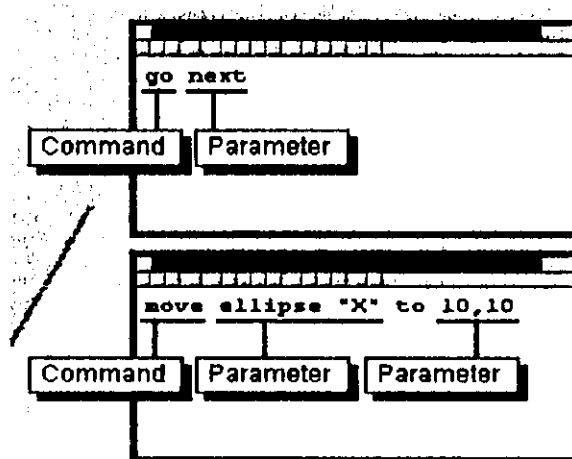 go next
Command Parameter
move ellipse "X" to 10,10
Command Parameter Parameter